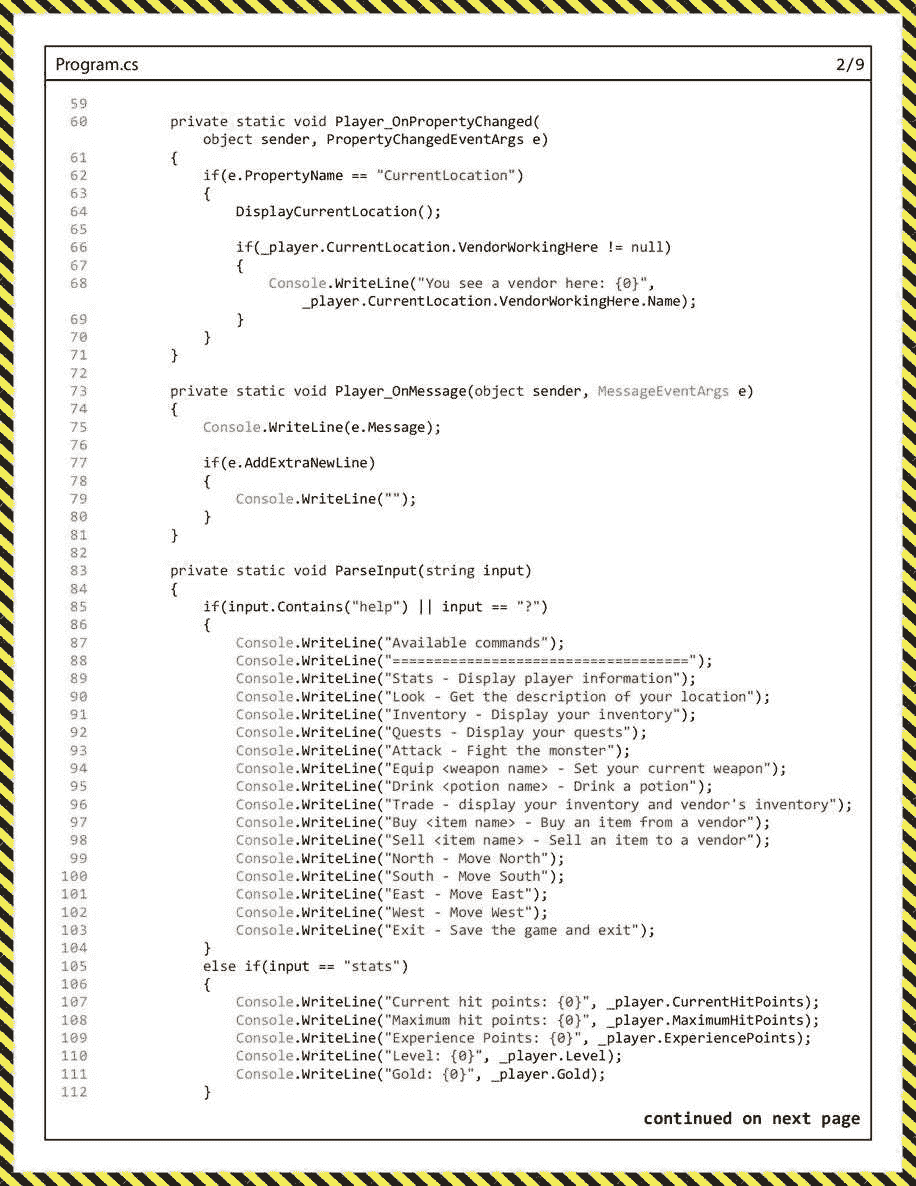 Program.cs 2/9
59
60 private static void Player_OnPropertyChanged(
object sender, PropertyChangedEventArgs e)
61 {
62 if(e.PropertyName == "CurrentLocation")
63 {
64 DisplayCurrentLocation();
65
66 if(_player.CurrentLocation.VendorWorkingHere != null)
67 {
68 Console.WriteLine("You see a vendor here: {0}",
_player.CurrentLocation.VendorWorkingHere.Name);
69 }
70 }
71 }
72
73 private static void Player_OnMessage(object sender, MessageEventArgs e)
74 {
75 Console.WriteLine(e.Message);
76
77 if(e.AddExtraNewLine)
78 {
79 Console.WriteLine("");
80 }
81 }
82
83 private static void ParseInput(string input)
84 {
85 if(input.Contains("help") || input == "?")
86 {
87 Console.WriteLine("Available commands");
88 Console.WriteLine("====================================");
89 Console.WriteLine("Stats - Display player information");
90 Console.WriteLine("Look - Get the description of your location");
91 Console.WriteLine("Inventory - Display your inventory");
92 Console.WriteLine("Quests - Display your quests");
93 Console.WriteLine("Attack - Fight the monster");
94 Console.WriteLine("Equip <weapon name> - Set your current weapon");
95 Console.WriteLine("Drink <potion name> - Drink a potion");
96 Console.WriteLine("Trade - display your inventory and vendor's inventory");
97 Console.WriteLine("Buy <item name> - Buy an item from a vendor");
98 Console.WriteLine("Sell <item name> - Sell an item to a vendor");
99 Console.WriteLine("North - Move North");
100 Console.WriteLine("South - Move South");
101 Console.WriteLine("East - Move East");
102 Console.WriteLine("West - Move West");
103 Console.WriteLine("Exit - Save the game and exit");
104 }
105 else if(input == "stats")
106 {
107 Console.WriteLine("Current hit points: {0}", _player.CurrentHitPoints);
108 Console.WriteLine("Maximum hit points: {0}", _player.MaximumHitPoints);
109 Console.WriteLine("Experience Points: {0}", _player.ExperiencePoints);
110 Console.WriteLine("Level: {0}", _player.Level);
111 Console.WriteLine("Gold: {0}", _player.Gold);
112 }
continued on next page